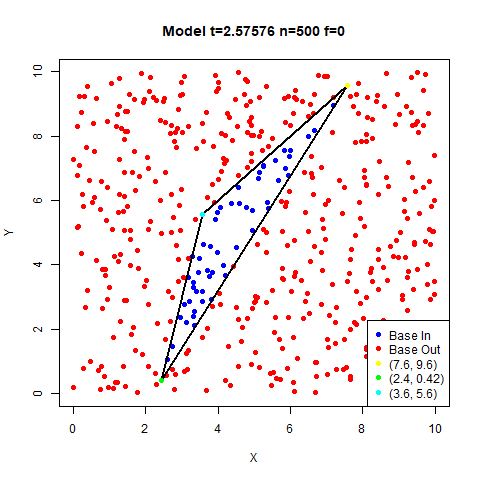 Model t=2.57576 n=500 f=0
Y
10
8
6
4
2
0
Base In
Base Out
(7.6, 9.6)
(2.4, 0.42)
(3.6, 5.6)
0 2 4 6 8 10
X